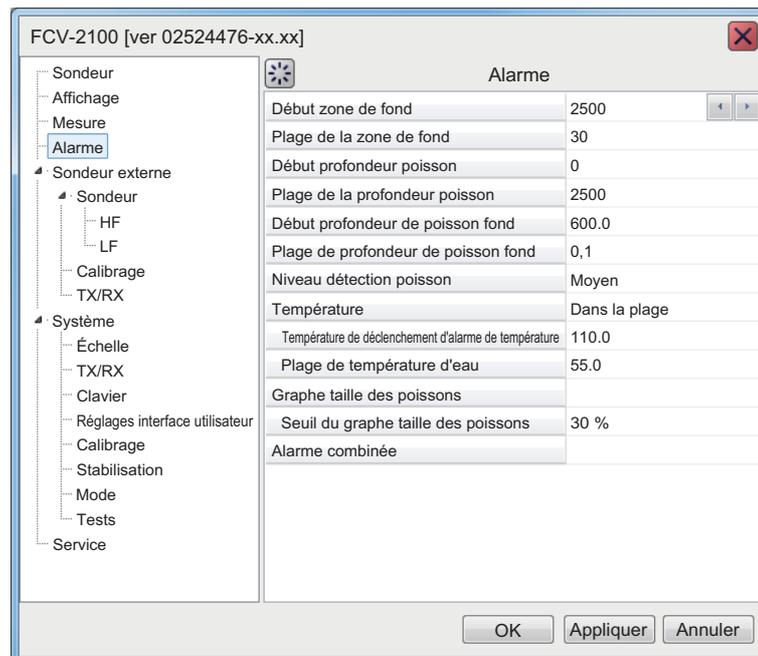 FCV-2100 [ver 02524476-xx.xx]
Sondeur
Affichage
Mesure
Alarme
Sondeur externe
Sondeur
HF
LF
Calibrage
TX/RX
Système
Échelle
TX/RX
Clavier
Réglages interface utilisateur
Calibrage
Stabilisation
Mode
Tests
Service
Alarme
Début zone de fond 2500
Plage de la zone de fond 30
Début profondeur poisson 0
Plage de la profondeur poisson 2500
Début profondeur de poisson fond 600.0
Plage de profondeur de poisson fond 0,1
Niveau détection poisson Moyen
Température Dans la plage
Température de déclenchement d'alarme de température 110.0
Plage de température d'eau 55.0
Graphe taille des poissons
Seuil du graphe taille des poissons 30 %
Alarme combinée
OK Appliquer Annuler